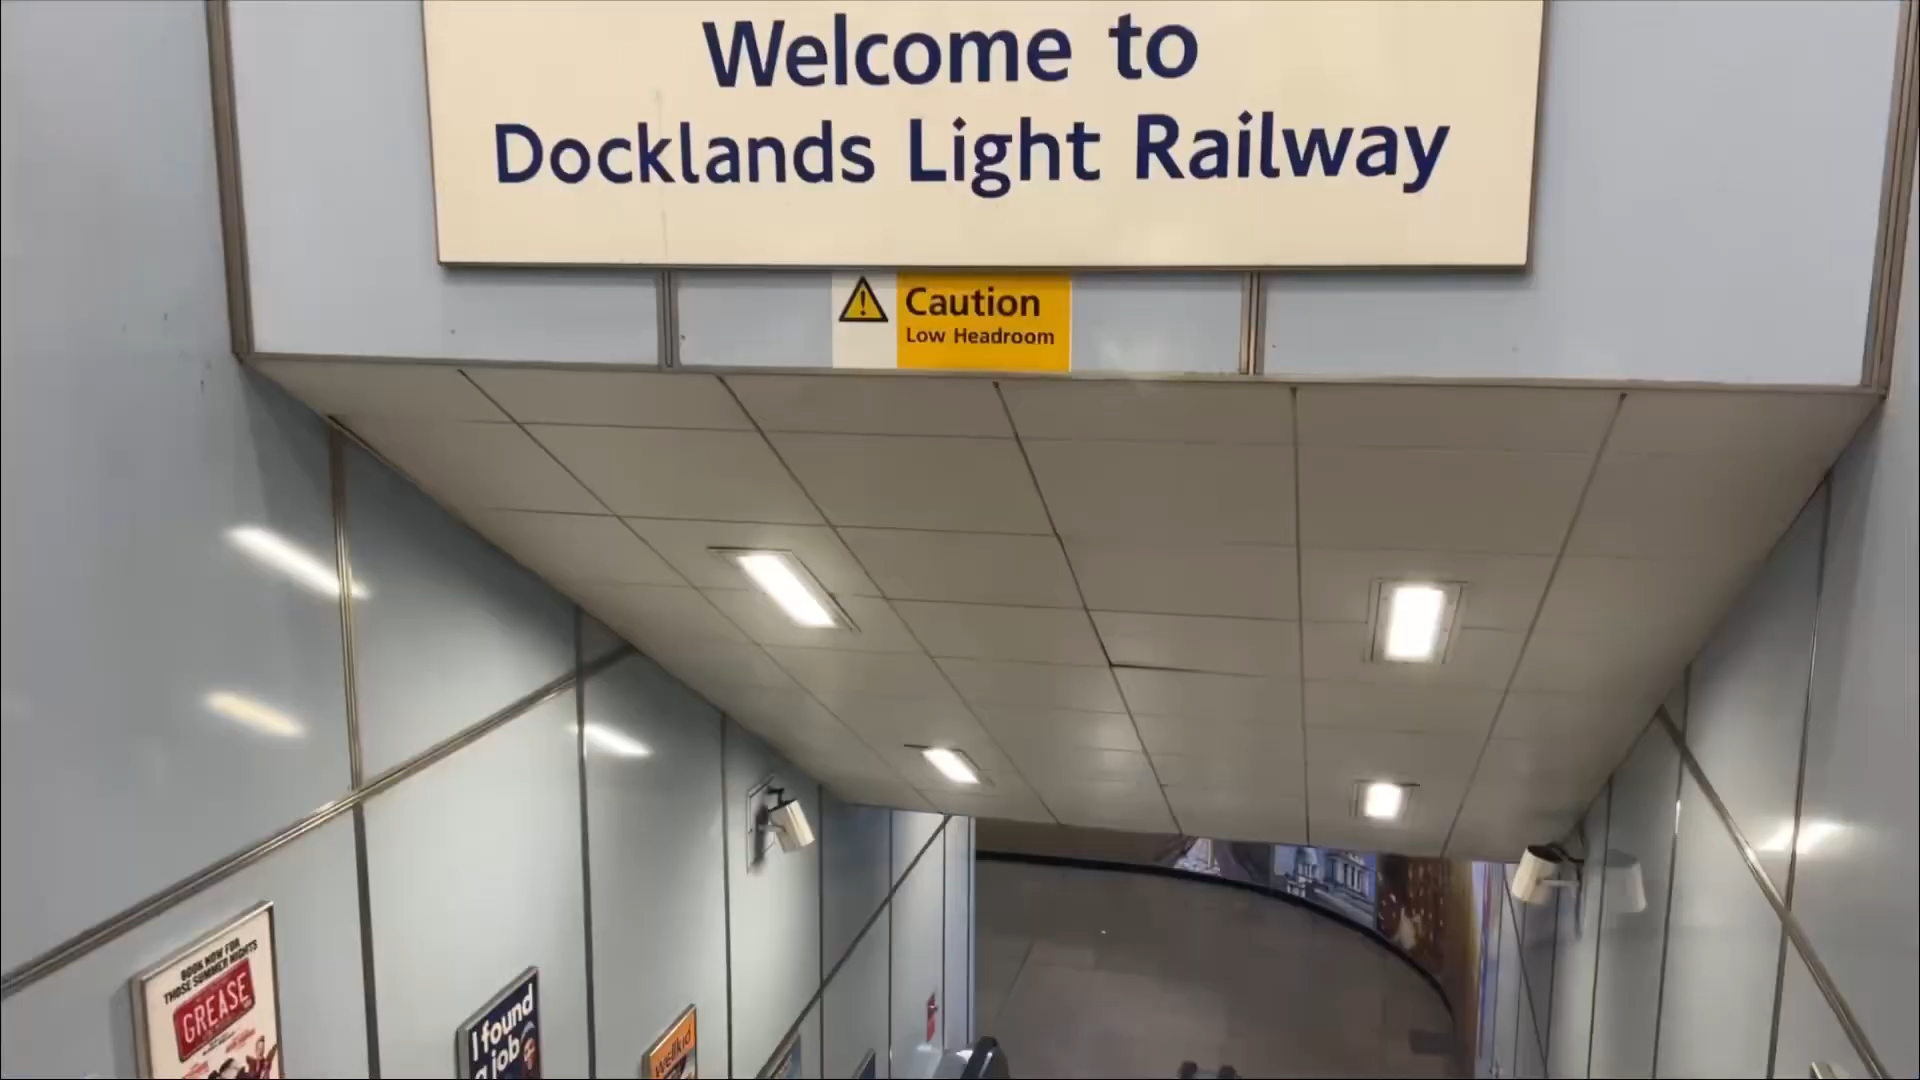 Welcome to
Docklands Light Railway
Caution
Low Headroom
BOOK NOW FOR
THOSE SUMMER NIGHTS
GREASE
I found
a job
wellkid